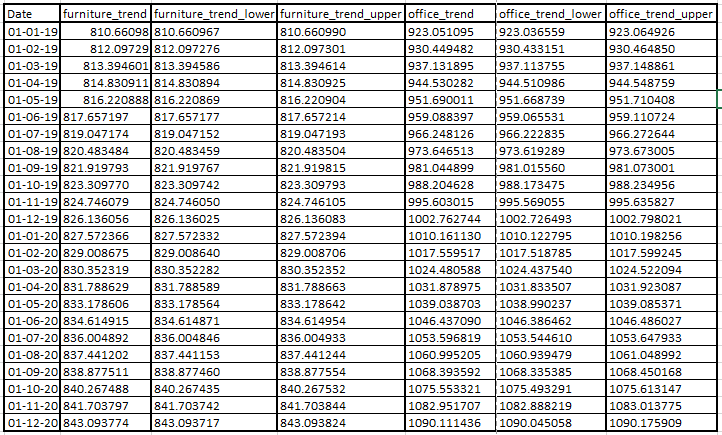 Date furniture_trend furniture_trend_lower furniture_trend_upper office_trend office_trend_lower office_trend_upper
01-01-19 810.66098 810.660967 810.660990 923.051095 923.036559 923.064926
01-02-19 812.09729 812.097276 812.097301 930.449482 930.433151 930.464850
01-03-19 813.394601 813.394586 813.394614 937.131895 937.113755 937.148861
01-04-19 814.830911 814.830894 814.830925 944.530282 944.510986 944.548759
01-05-19 816.220888 816.220869 816.220904 951.690011 951.668739 951.710408
01-06-19 817.657197 817.657177 817.657214 959.088397 959.065531 959.110724
01-07-19 819.047174 819.047152 819.047193 966.248126 966.222835 966.272644
01-08-19 820.483484 820.483459 820.483504 973.646513 973.619289 973.673005
01-09-19 821.919793 821.919767 821.919815 981.044899 981.015560 981.073001
01-10-19 823.309770 823.309742 823.309793 988.204628 988.173475 988.234956
01-11-19 824.746079 824.746050 824.746105 995.603015 995.569055 995.635827
01-12-19 826.136056 826.136025 826.136083 1002.762744 1002.726493 1002.798021
01-01-20 827.572366 827.572332 827.572394 1010.161130 1010.122795 1010.198256
01-02-20 829.008675 829.008640 829.008706 1017.559517 1017.518785 1017.599245
01-03-20 830.352319 830.352282 830.352352 1024.480588 1024.437540 1024.522094
01-04-20 831.788629 831.788589 831.788663 1031.878975 1031.833507 1031.923087
01-05-20 833.178606 833.178564 833.178642 1039.038703 1038.990237 1039.085371
01-06-20 834.614915 834.614871 834.614954 1046.437090 1046.386462 1046.486027
01-07-20 836.004892 836.004846 836.004933 1053.596819 1053.544610 1053.647933
01-08-20 837.441202 837.441153 837.441244 1060.995205 1060.939479 1061.048992
01-09-20 838.877511 838.877460 838.877554 1068.393592 1068.335385 1068.450168
01-10-20 840.267488 840.267435 840.267532 1075.553321 1075.493291 1075.613147
01-11-20 841.703797 841.703742 841.703844 1082.951707 1082.888219 1083.013775
01-12-20 843.093774 843.093717 843.093824 1090.111436 1090.045058 1090.175909